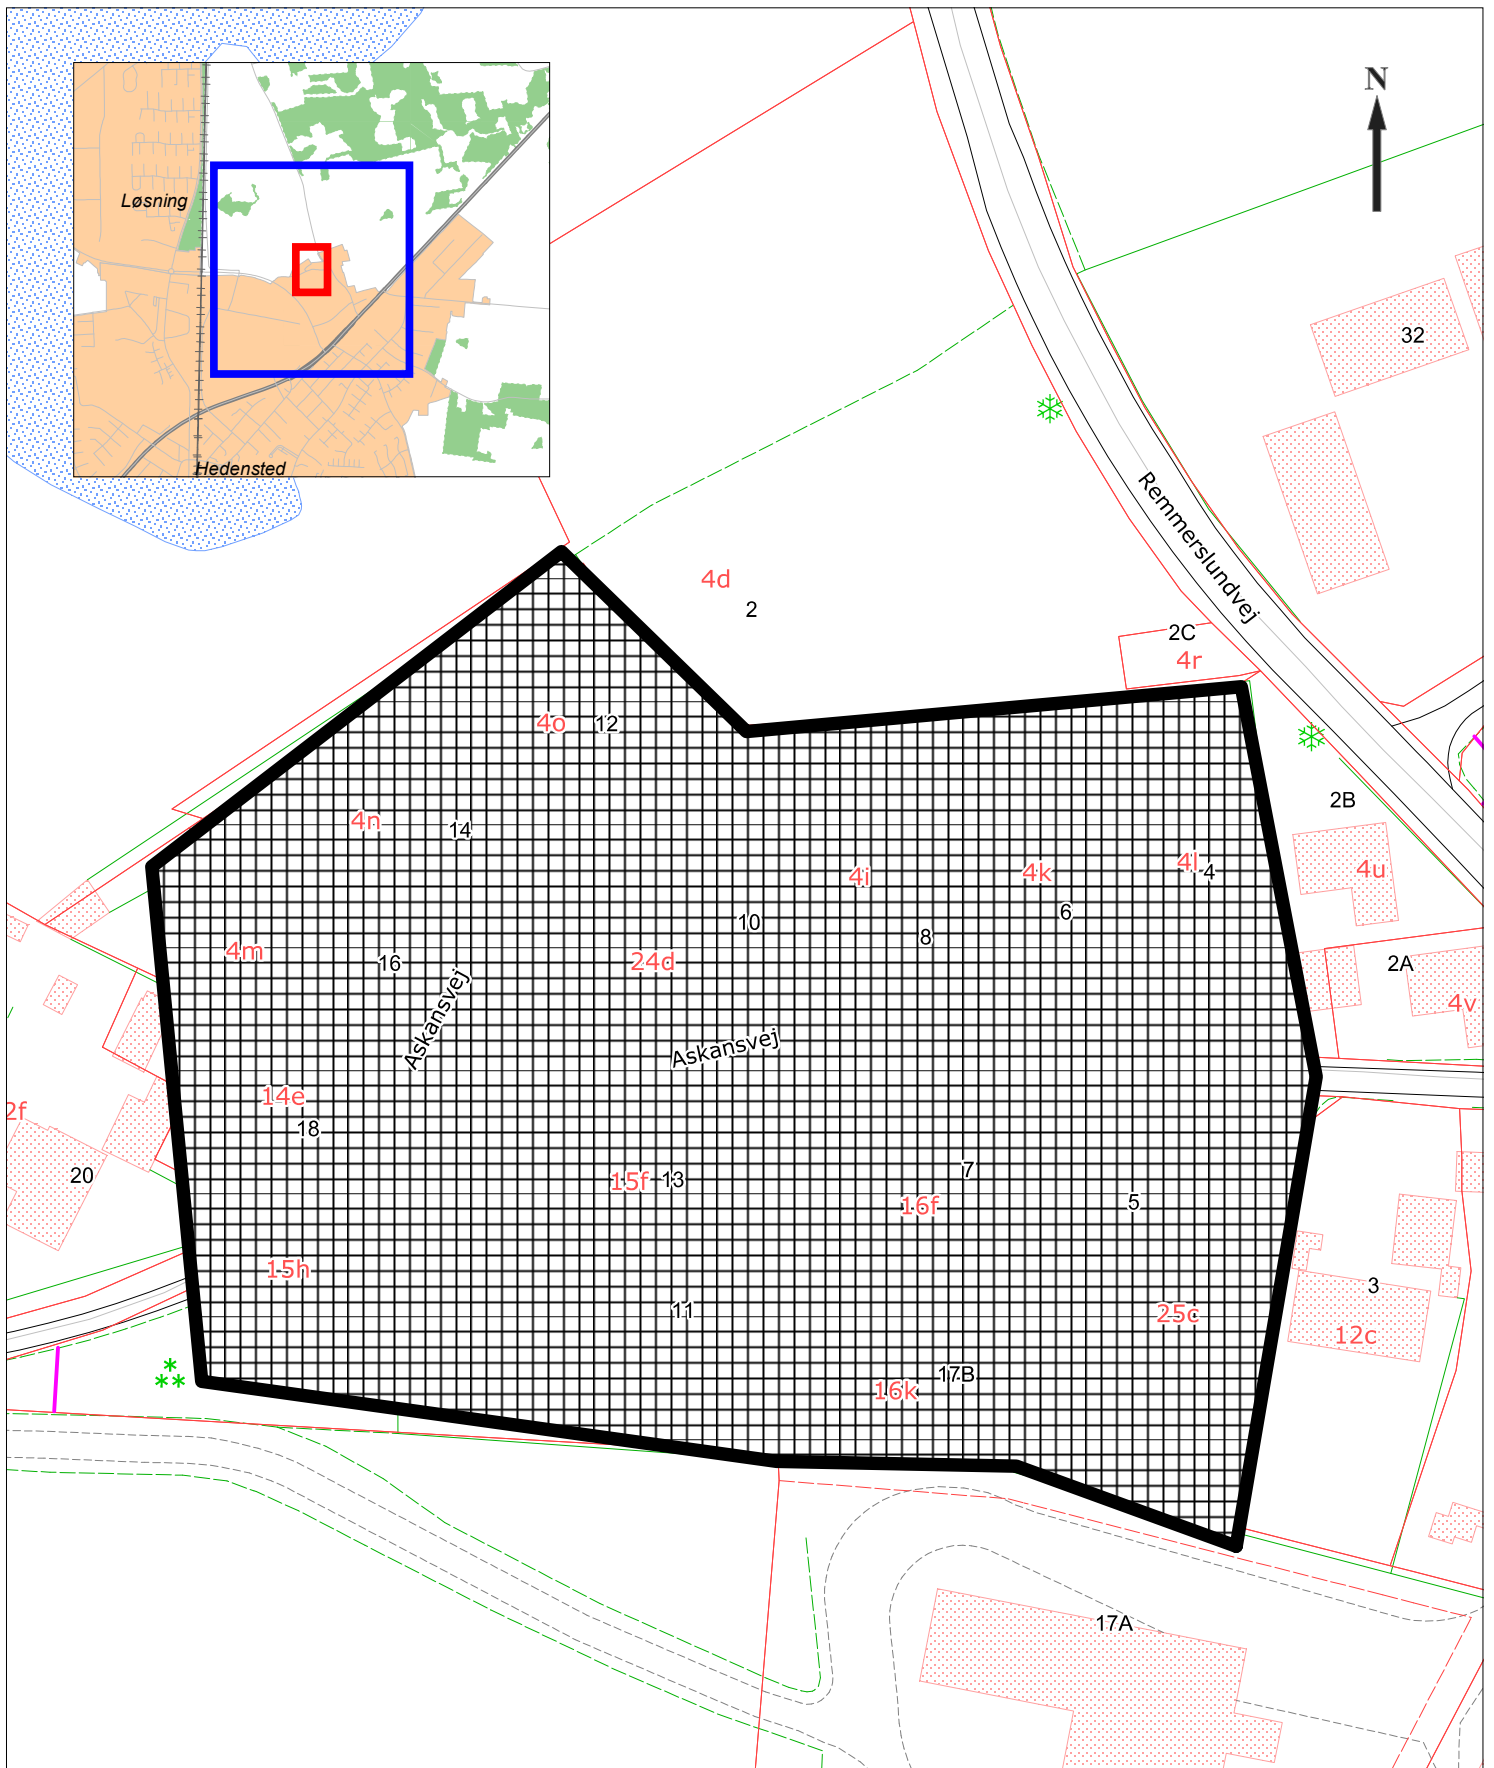 N
Løsning
Hedensted
32
Remmerslundvej
4d
2
2C
4r
4o
12
2B
4n
14
4i
4k
4l
4
4u
10
6
8
4m
16
24d
2A
4v
Askansvej
Askansvej
14e
2f
18
20
15f
13
7
16f
5
15h
3
11
25c
12c
17B
16k
17A